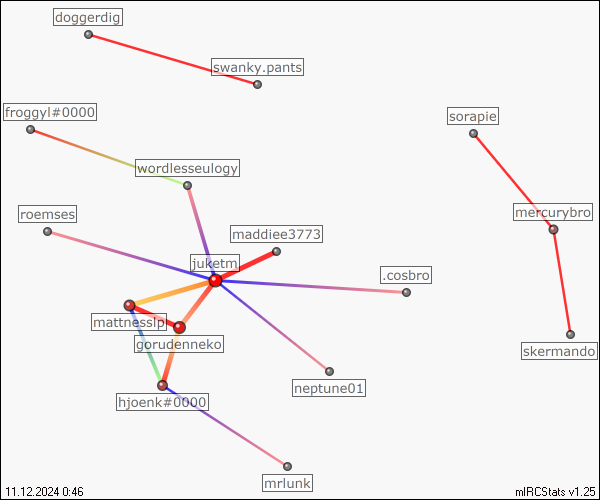 doggerdig
swanky.pants
froggyl#0000
sorapie
wordlesseulogy
roemses
mercurybro
maddiee3773
juketm
.cosbro
mattnesslpl
gorudenneko
skermando
neptune01
hjoenk#0000
mrlunk
11.12.2024 0:46
mIRCStats v1.25